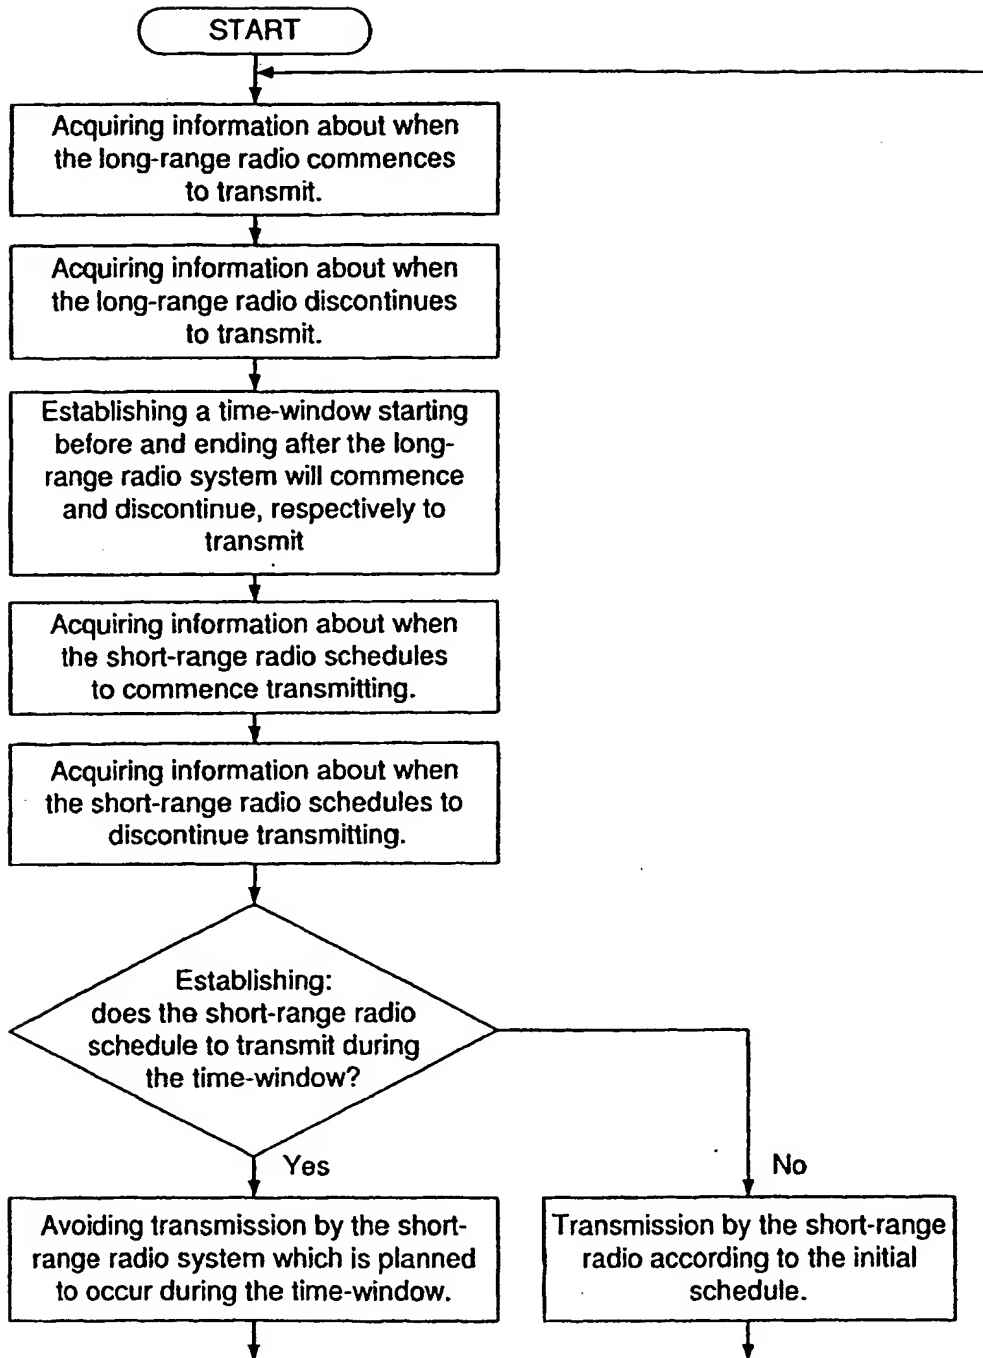 START
Acquiring information about when
the long-range radio commences
to transmit.
Acquiring information about when
the long-range radio discontinues
to transmit.
Establishing a time-window starting
before and ending after the long-
range radio system will commence
and discontinue, respectively to
transmit
Acquiring information about when
the short-range radio schedules
to commence transmitting.
Acquiring information about when
the short-range radio schedules to
discontinue transmitting.
Establishing:
does the short-range radio
schedule to transmit during
the time-window?
Yes
No
Avoiding transmission by the short-
range radio system which is planned
to occur during the time-window.
Transmission by the short-range
radio according to the initial
schedule.